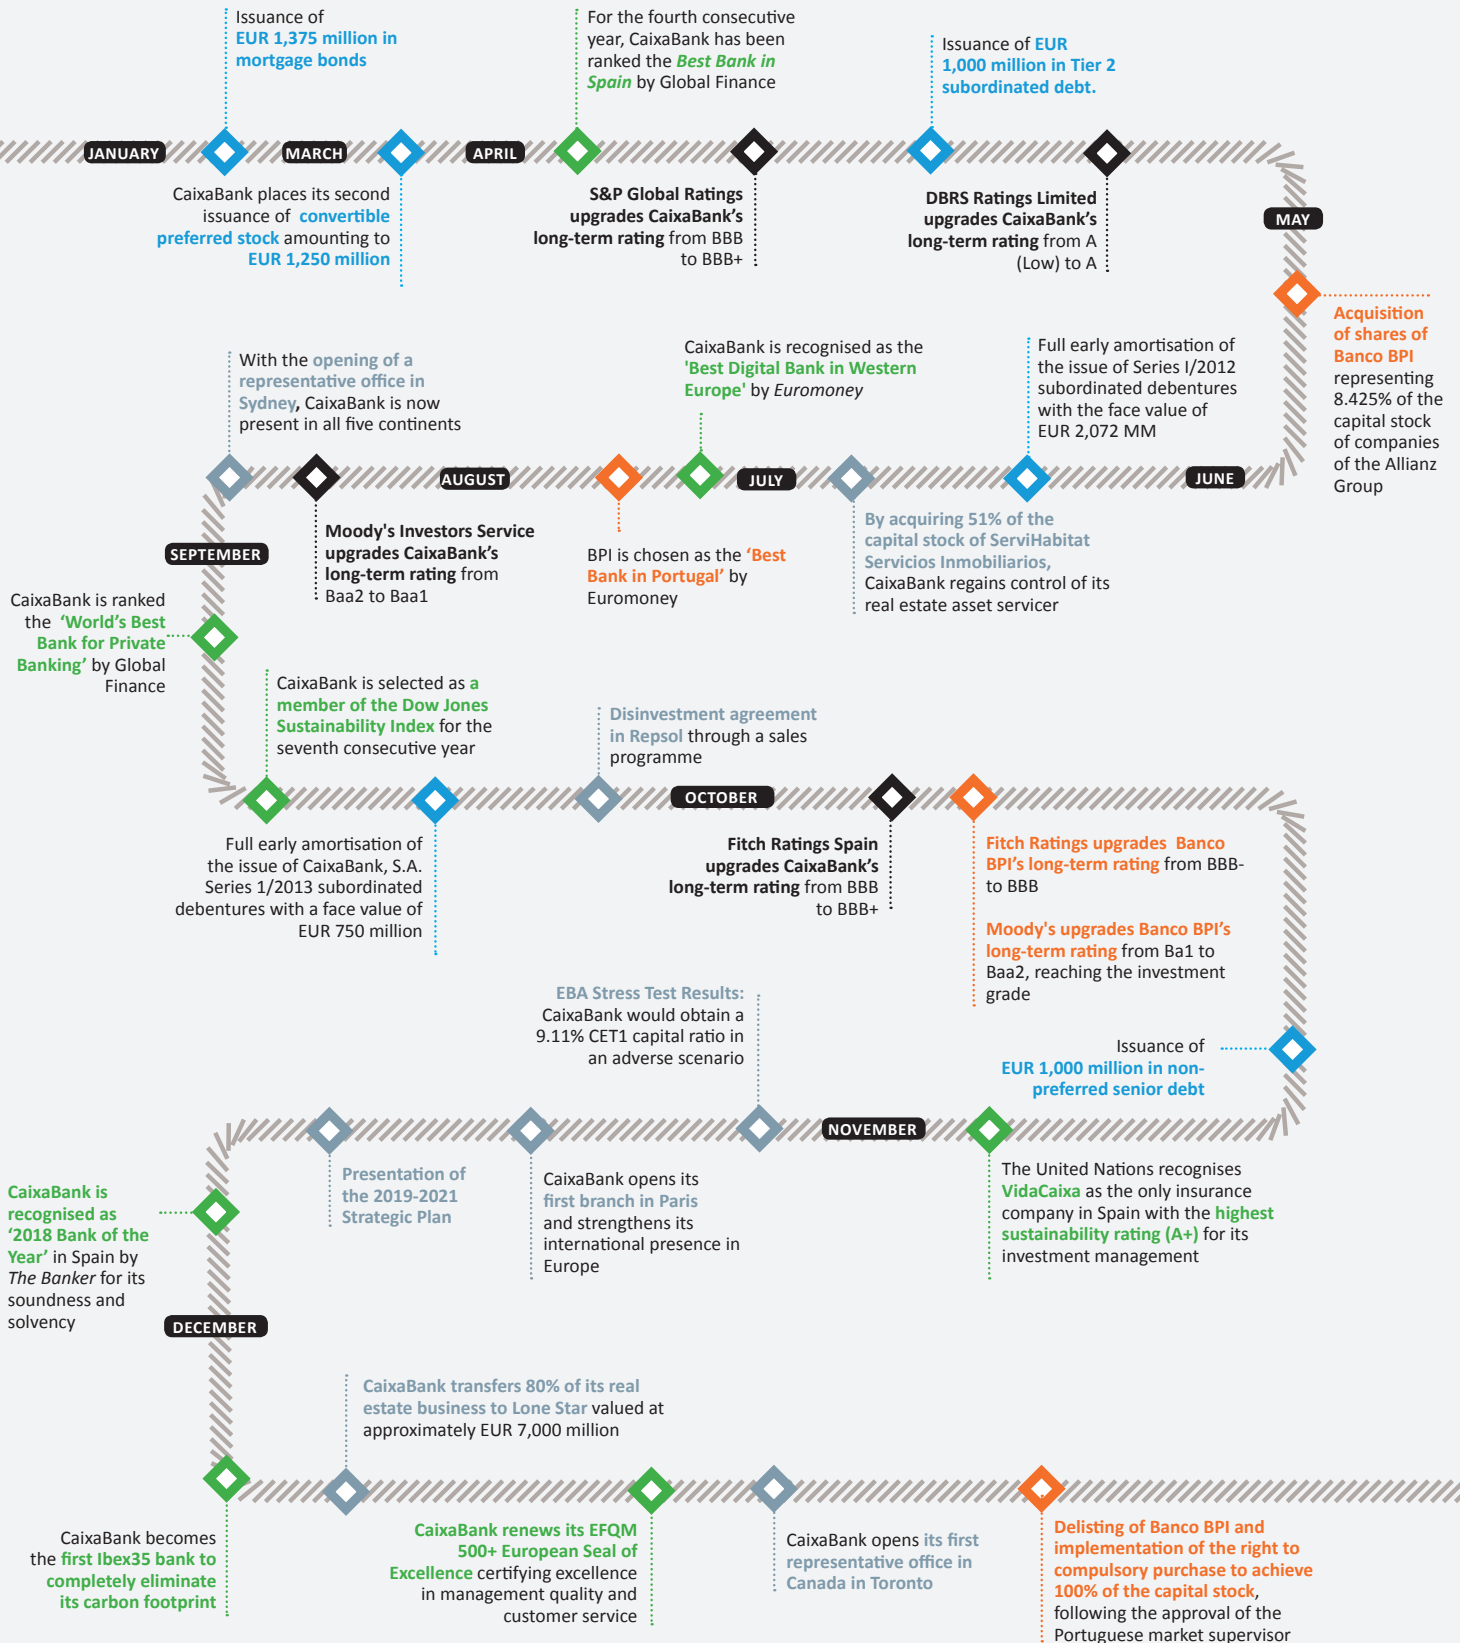 Issuance of
EUR 1,375 million in
mortgage bonds
For the fourth consecutive
year, CaixaBank has been
ranked the Best Bank in
Spain by Global Finance
Issuance of EUR
1,000 million in Tier 2
subordinated debt.
JANUARY
MARCH
APRIL
CaixaBank places its second
issuance of convertible
preferred stock amounting to
EUR 1,250 million
S&P Global Ratings
upgrades CaixaBank's
long-term rating from BBB
to BBB+
DBRS Ratings Limited
upgrades CaixaBank's
long-term rating from A
(Low) to A
MAY
Acquisition
of shares of
Banco BPI
representing
8.425% of the
capital stock
of companies
of the Allianz
Group
Full early amortisation of
the issue of Series I/2012
subordinated debentures
with the face value of
EUR 2,072 MM
CaixaBank is recognised as the
'Best Digital Bank in Western
Europe' by Euromoney
With the opening of a
representative office in
Sydney, CaixaBank is now
present in all five continents
JUNE
JULY
AUGUST
By acquiring 51% of the
capital stock of ServiHabitat
Servicios Inmobiliarios,
CaixaBank regains control of its
real estate asset servicer
BPI is chosen as the ‘Best
Bank in Portugal’ by
Euromoney
Moody's Investors Service
upgrades CaixaBank’s
long-term rating from
Baa2 to Baa1
SEPTEMBER
CaixaBank is ranked
the ‘World’s Best
Bank for Private
Banking’ by Global
Finance
CaixaBank is selected as a
member of the Dow Jones
Sustainability Index for the
seventh consecutive year
Disinvestment agreement
in Repsol through a sales
programme
OCTOBER
Full early amortisation of
the issue of CaixaBank, S.A.
Series 1/2013 subordinated
debentures with a face value of
EUR 750 million
Fitch Ratings Spain
upgrades CaixaBank’s
long-term rating from BBB
to BBB+
Fitch Ratings upgrades Banco
BPI’s long-term rating from BBB-
to BBB
Moody's upgrades Banco BPI’s
long-term rating from Ba1 to
Baa2, reaching the investment
grade
Issuance of
EUR 1,000 million in non-
preferred senior debt
EBA Stress Test Results:
CaixaBank would obtain a
9.11% CET1 capital ratio in
an adverse scenario
NOVEMBER
The United Nations recognises
VidaCaixa as the only insurance
company in Spain with the highest
sustainability rating (A+) for its
investment management
CaixaBank opens its
first branch in Paris
and strengthens its
international presence in
Europe
Presentation of
the 2019-2021
Strategic Plan
CaixaBank is
recognised as
‘2018 Bank of the
Year’ in Spain by
The Banker for its
soundness and
solvency
DECEMBER
CaixaBank transfers 80% of its real
estate business to Lone Star valued at
approximately EUR 7,000 million
CaixaBank becomes
the first Ibex35 bank to
completely eliminate
its carbon footprint
CaixaBank renews its EFQM
500+ European Seal of
Excellence certifying excellence
in management quality and
customer service
CaixaBank opens its first
representative office in
Canada in Toronto
Delisting of Banco BPI and
implementation of the right to
compulsory purchase to achieve
100% of the capital stock,
following the approval of the
Portuguese market supervisor